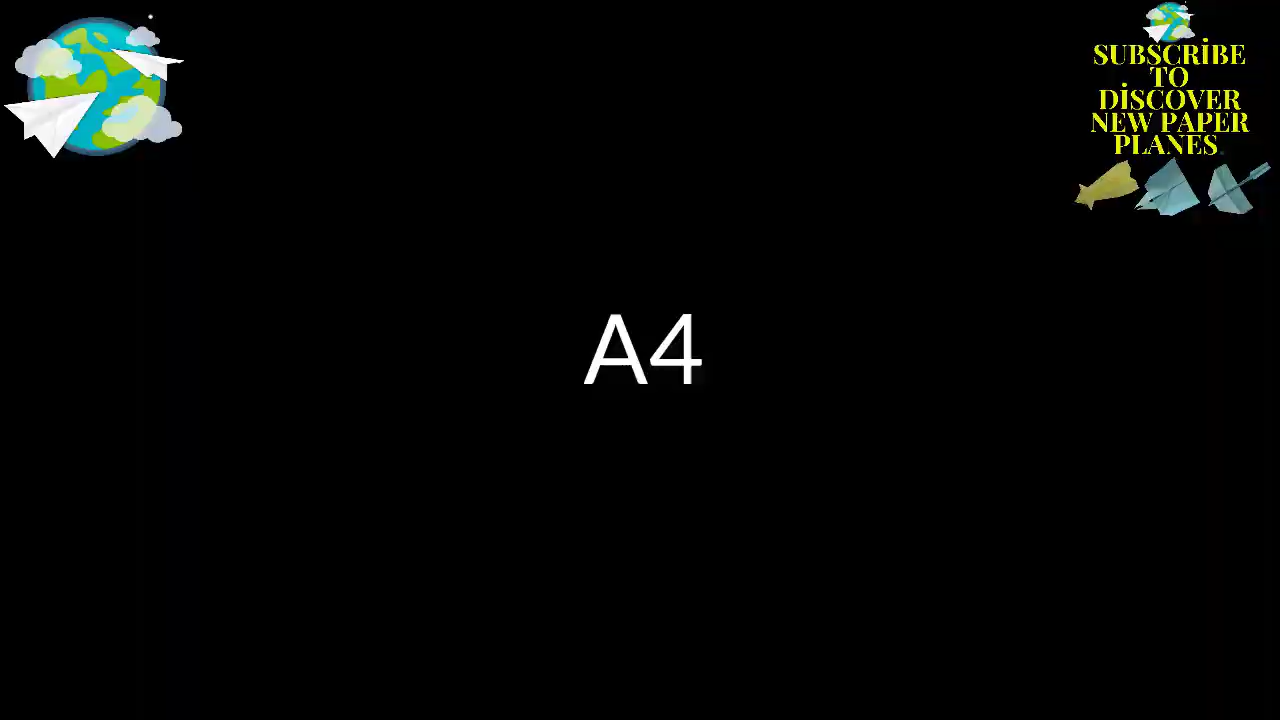 SUBSCRİBE
TO
DİSCOVER
NEW PAPER
PLANES.
A4